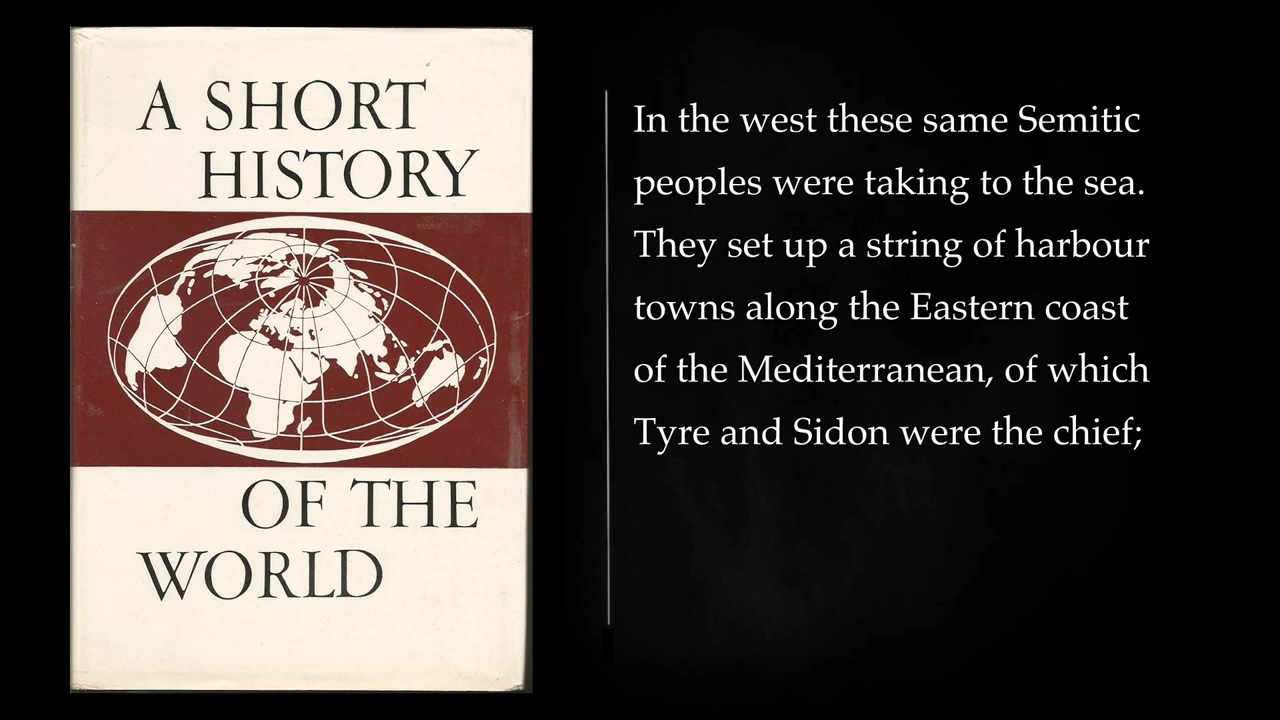 A SHORT
HISTORY
OF THE
WORLD
In the west these same Semitic
peoples were taking to the sea.
They set up a string of harbour
towns along the Eastern coast
of the Mediterranean, of which
Tyre and Sidon were the chief;